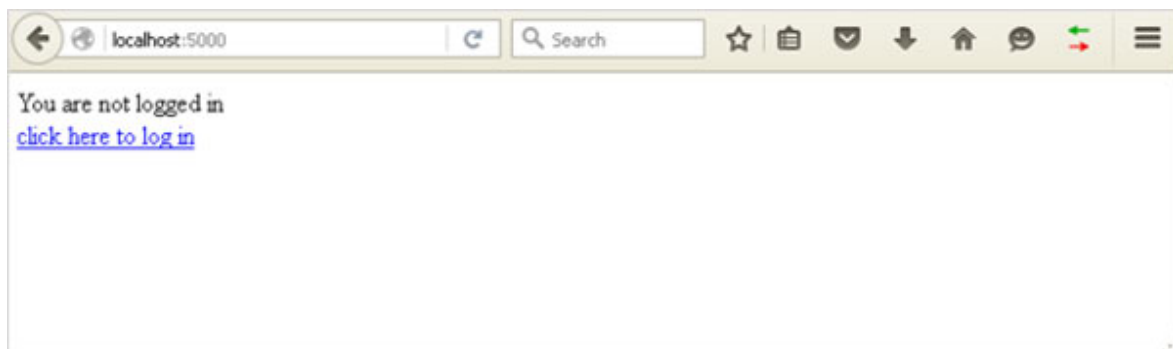 localhost:5000
Search
You are not logged in
click here to log in